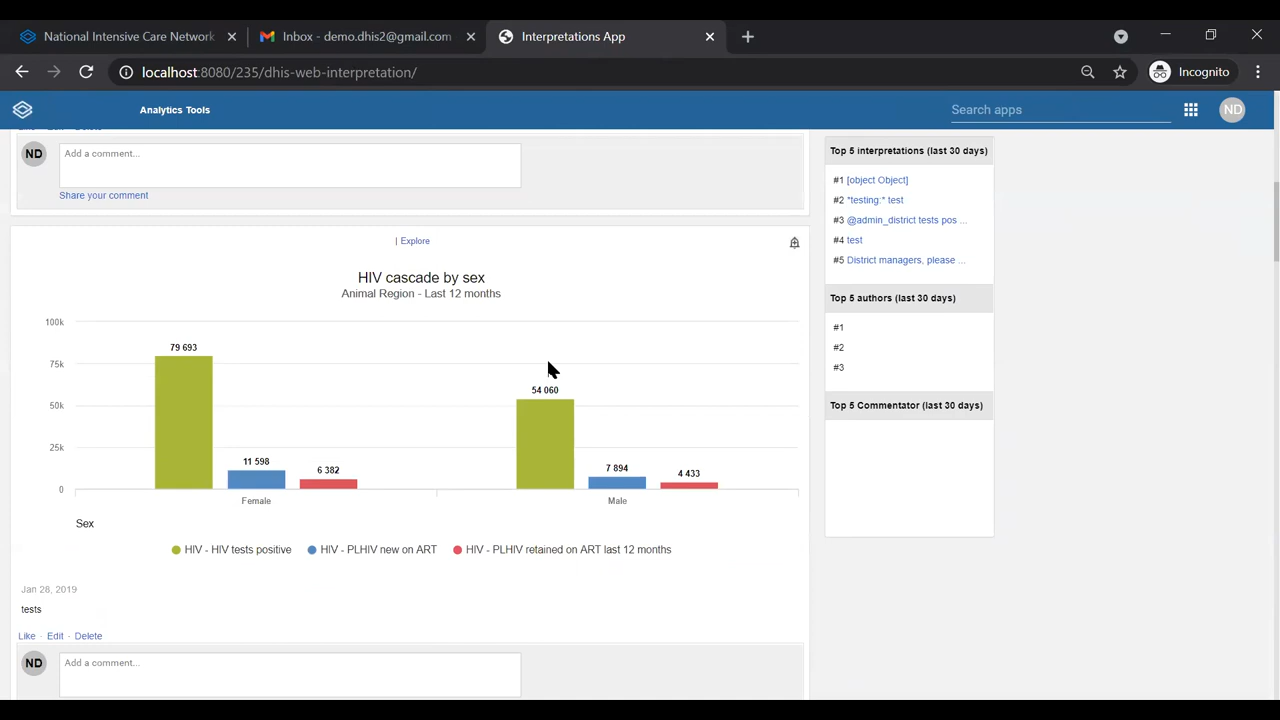 National Intensive Care Network
Inbox - demo.dhis2@gmail.com
Interpretations App
localhost:8080/235/dhis-web-interpretation/
Incognito
Analytics Tools
Search apps
ND
ND
Add a comment...
Share your comment
| Explore
HIV cascade by sex
Animal Region - Last 12 months
100k
75k
50k
25k
0
79 693
11 598
6 382
54 060
7 894
4 433
Female
Male
Sex
HIV - HIV tests positive
HIV - PLHIV new on ART
HIV - PLHIV retained on ART last 12 months
Jan 28, 2019
tests
Like · Edit · Delete
ND
Add a comment...
Top 5 interpretations (last 30 days)
#1 [object Object]
#2 *testing:* test
#3 @admin_district tests pos ...
#4 test
#5 District managers, please ...
Top 5 authors (last 30 days)
#1
#2
#3
Top 5 Commentator (last 30 days)